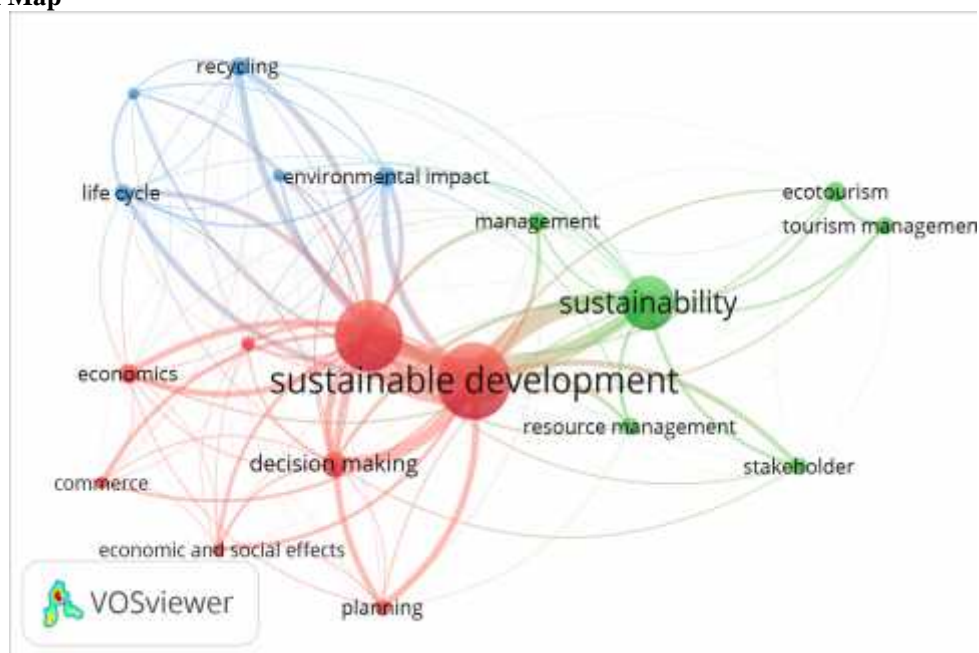 Map
recycling
environmental impact
life cycle
ecotourism
management
tourism managemen
sustainability
economics
sustainable development
resource management
decision making
stakeholder
commerce
economic and social effects
VOSviewer
planning